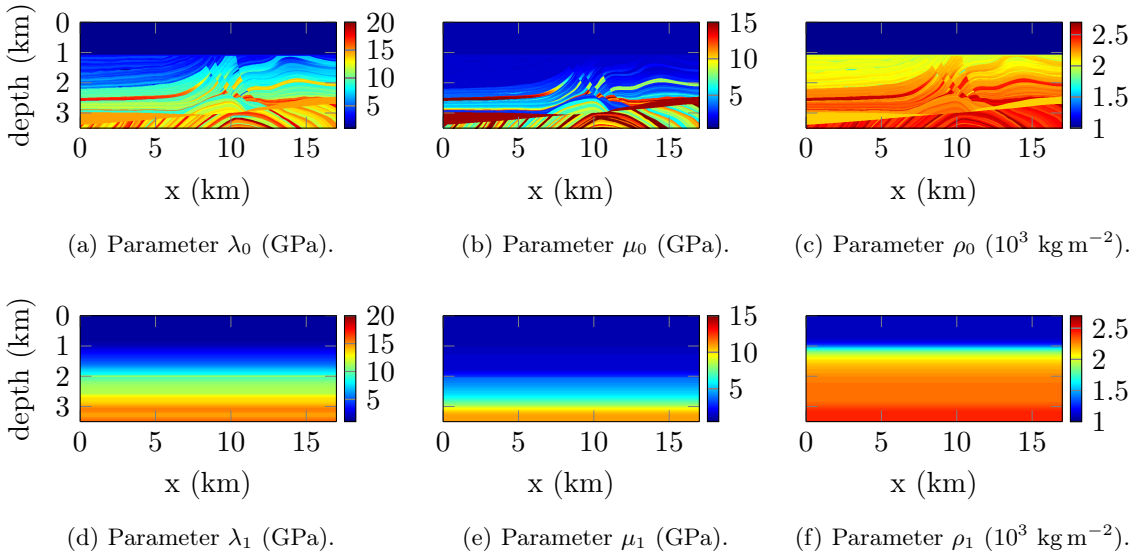 0
1
2
3
depth (km)
0 5 10 15
x (km)
20
15
10
5
(a) Parameter λ₀ (GPa).
0 5 10 15
x (km)
15
10
5
(b) Parameter μ₀ (GPa).
0 5 10 15
x (km)
2.5
2
1.5
1
(c) Parameter ρ₀ (10³ kg m⁻²).
0
1
2
3
depth (km)
0 5 10 15
x (km)
20
15
10
5
(d) Parameter λ₁ (GPa).
0 5 10 15
x (km)
15
10
5
(e) Parameter μ₁ (GPa).
0 5 10 15
x (km)
2.5
2
1.5
1
(f) Parameter ρ₁ (10³ kg m⁻²).